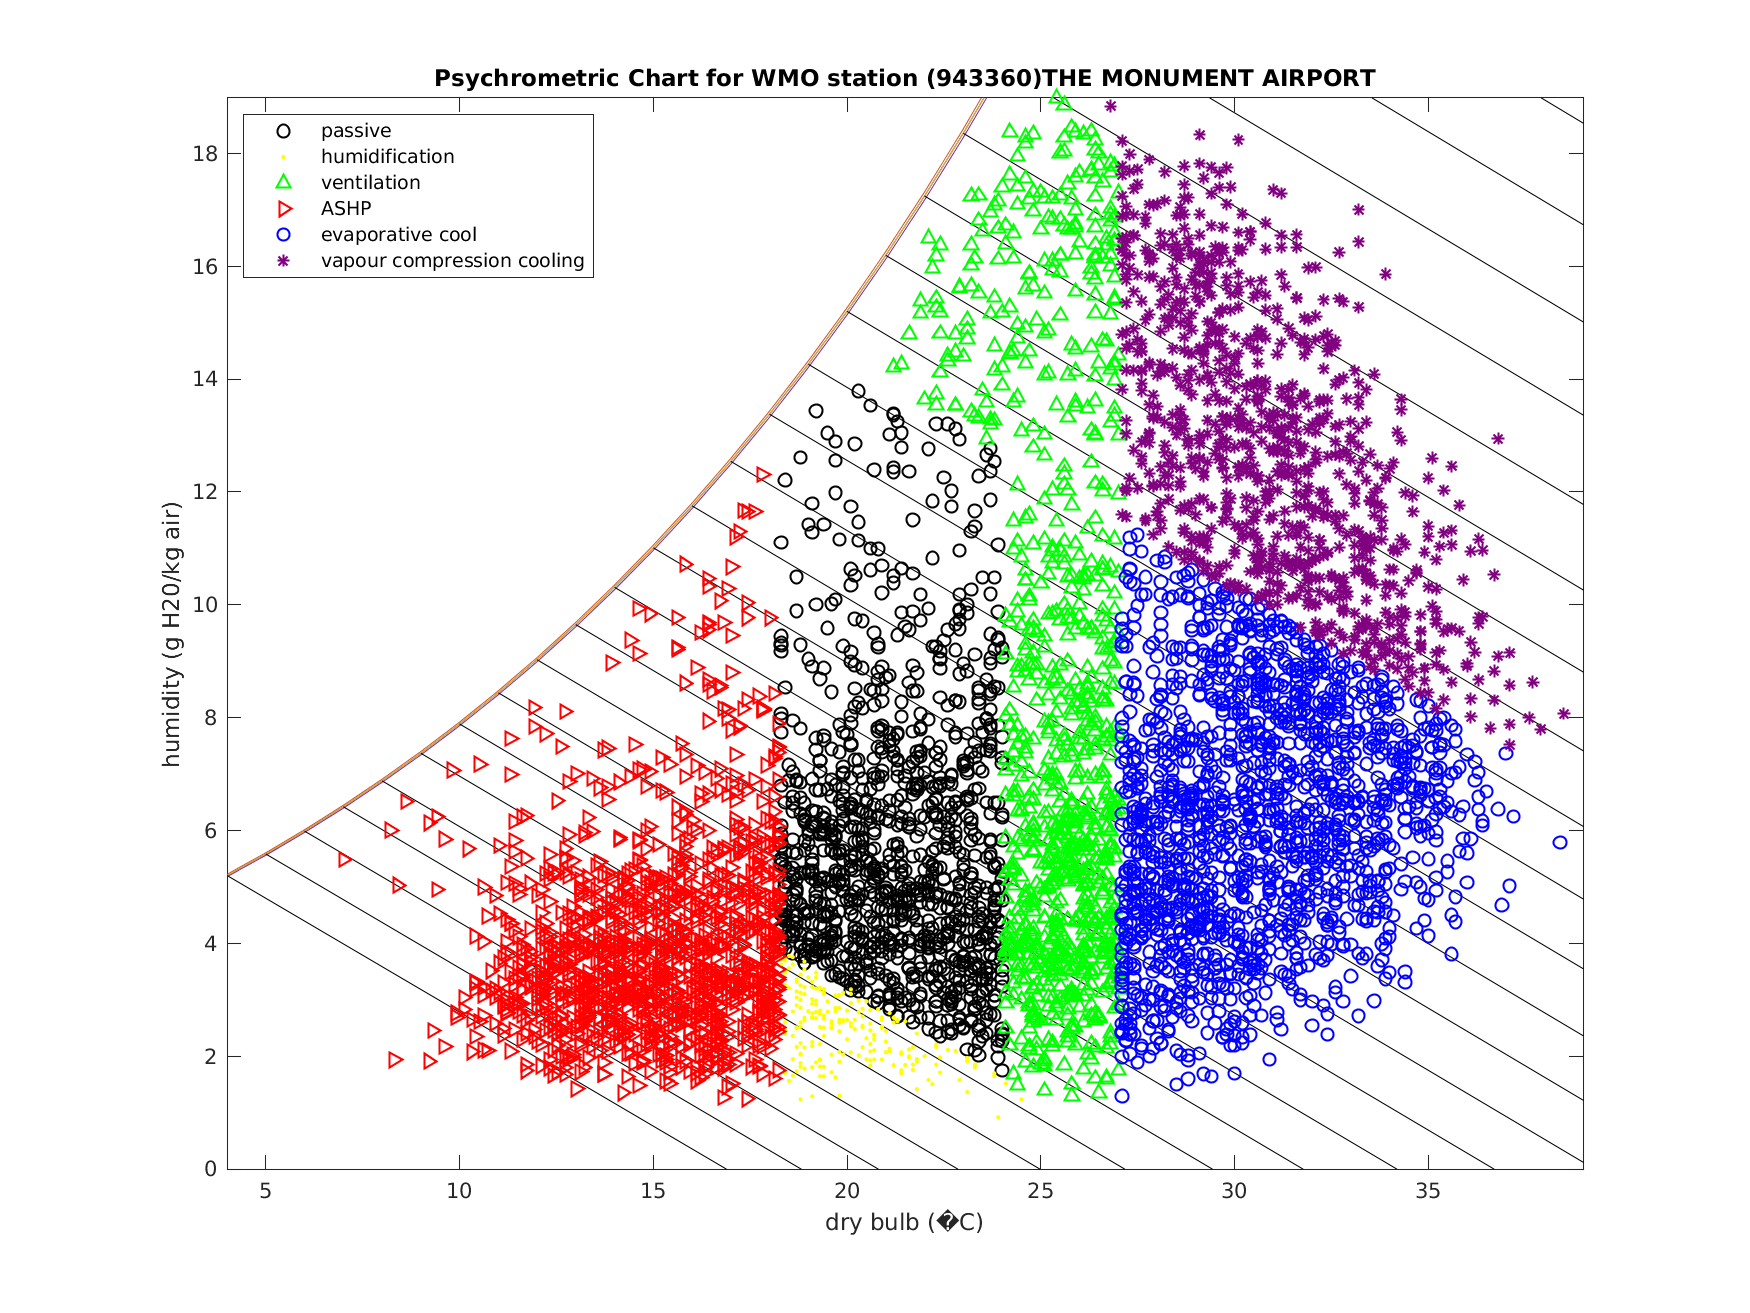 Psychrometric Chart for WMO station (943360)THE MONUMENT AIRPORT
passive
humidification
ventilation
ASHP
evaporative cool
vapour compression cooling
humidity (g H20/kg air)
18
16
14
12
10
8
6
4
2
0
5 10 15 20 25 30 35
dry bulb (�C)